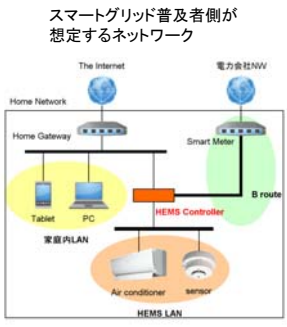 スマートグリッド普及者側が
想定するネットワーク
The Internet
電力会社NW
Home Network
Home Gateway
Smart Meter
B route
HEMS Controller
Tablet
PC
家庭内LAN
Air conditioner
sensor
HEMS LAN